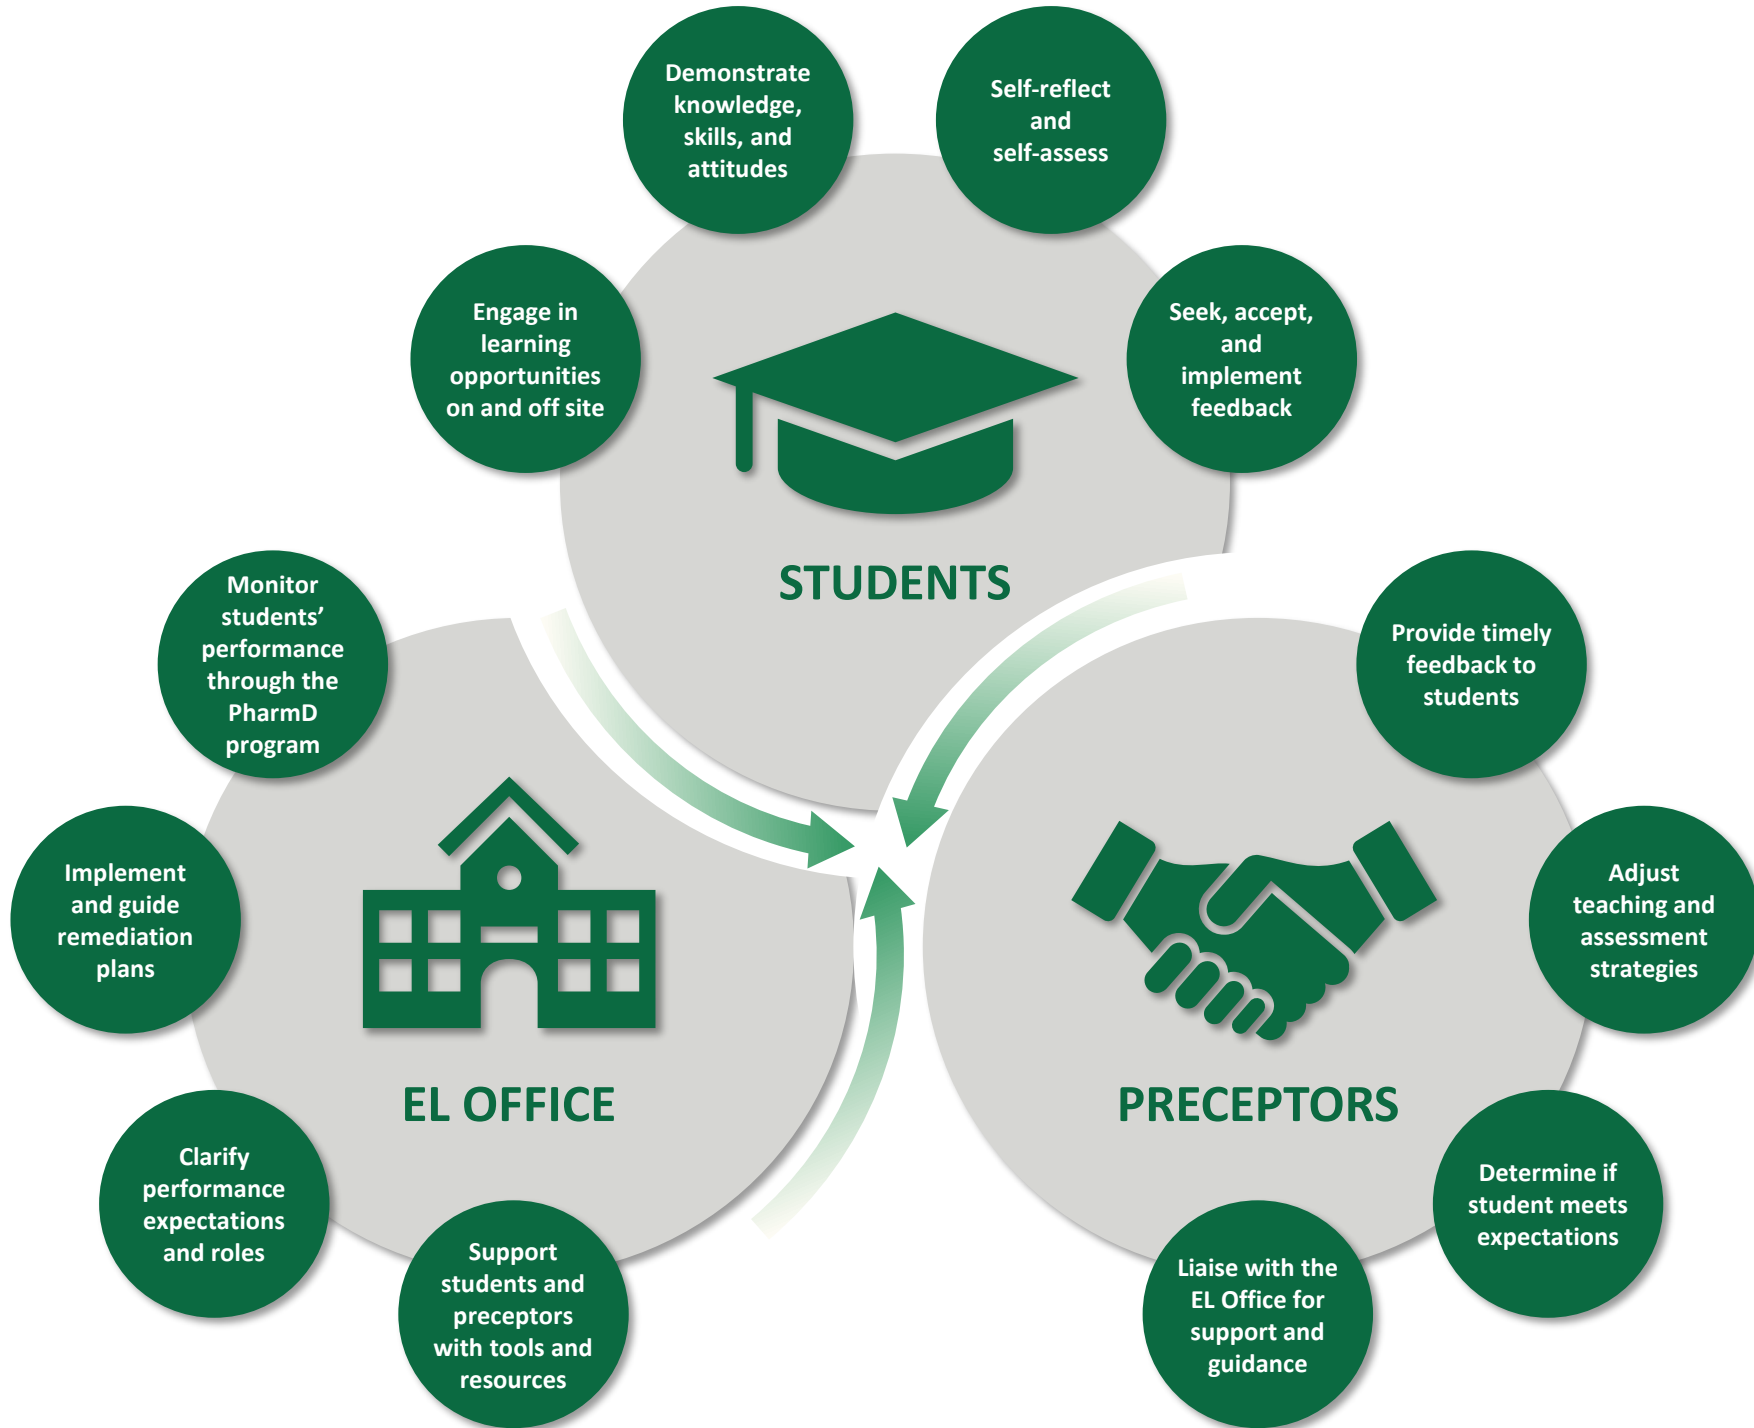 Demonstrate
knowledge,
skills, and
attitudes
Self-reflect
and
self-assess
Engage in
learning
opportunities
on and off site
Seek, accept,
and
implement
feedback
STUDENTS
Monitor
students’
performance
through the
PharmD
program
Implement
and guide
remediation
plans
Clarify
performance
expectations
and roles
Support
students and
preceptors
with tools and
resources
EL OFFICE
Provide timely
feedback to
students
Adjust
teaching and
assessment
strategies
Determine if
student meets
expectations
Liaise with the
EL Office for
support and
guidance
PRECEPTORS